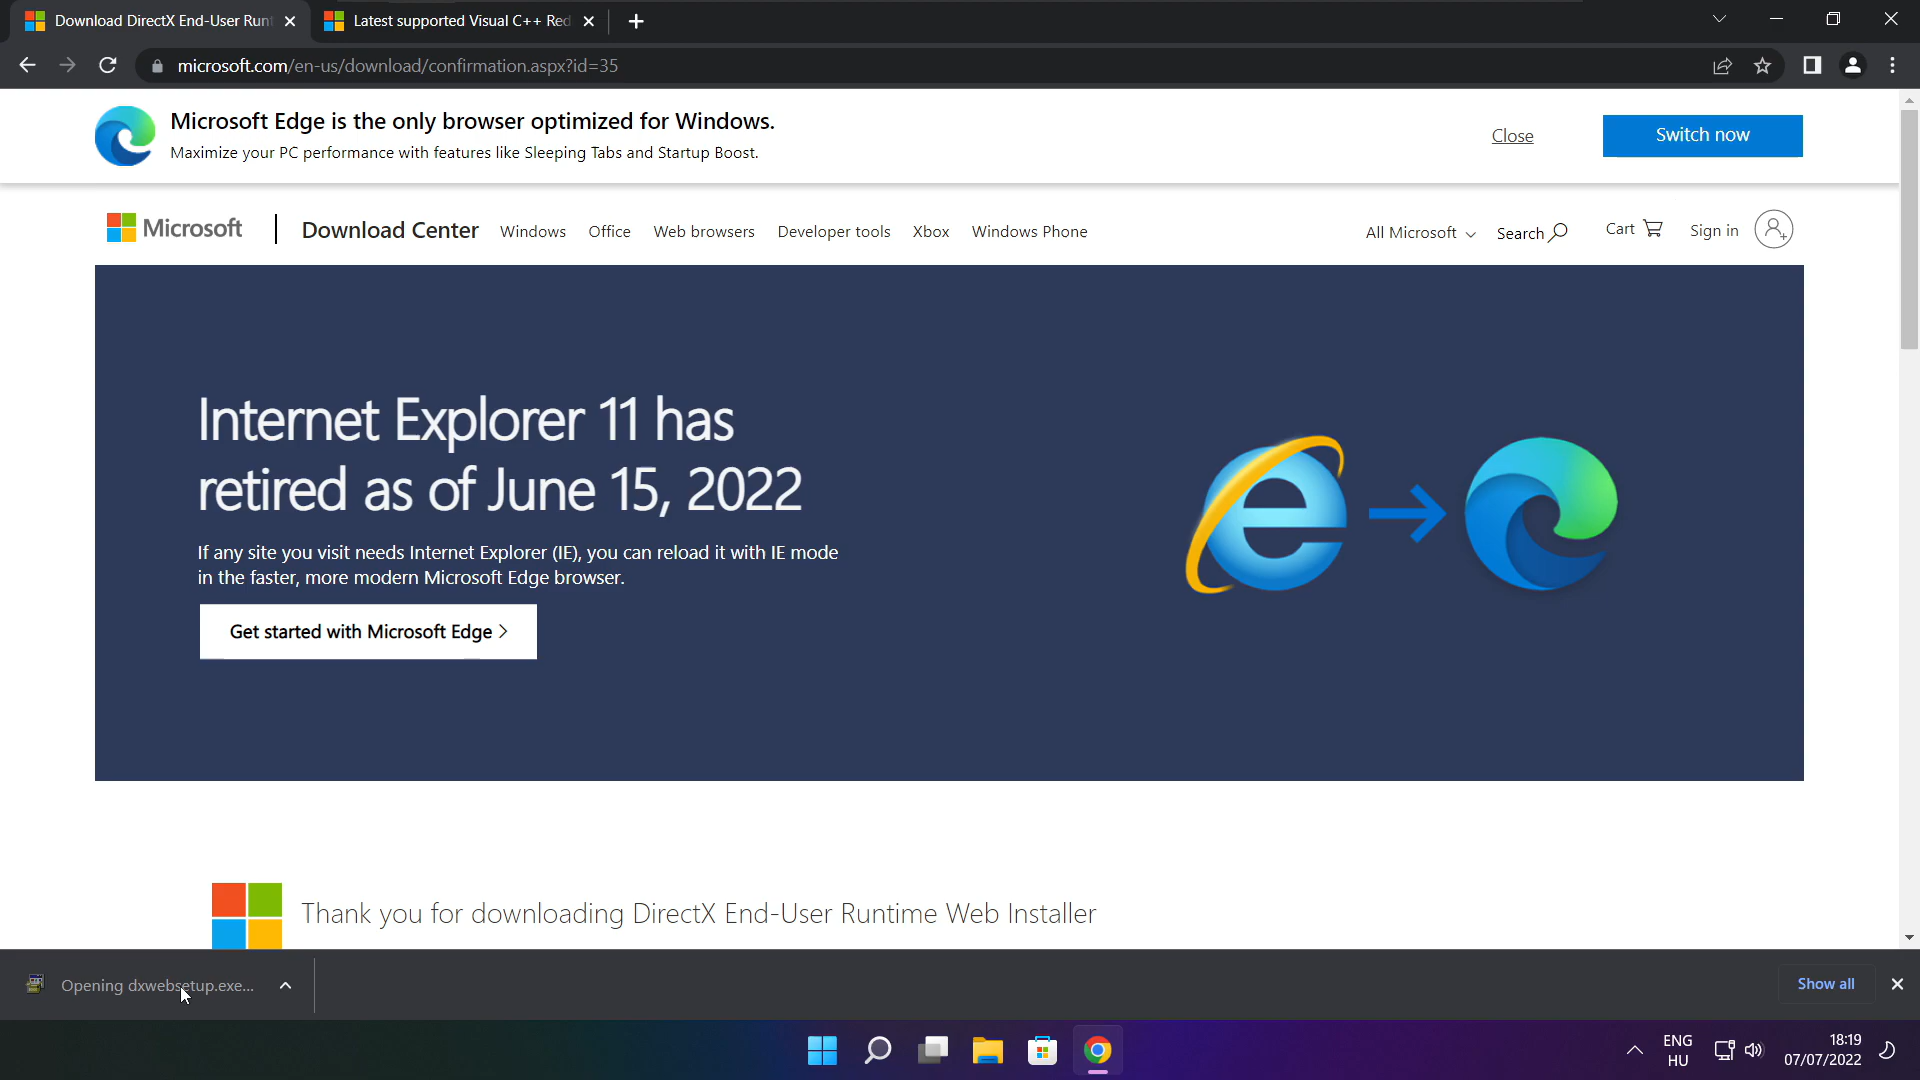 Download DirectX End-User Runt
Latest supported Visual C++ Red
microsoft.com/en-us/download/confirmation.aspx?id=35
Microsoft Edge is the only browser optimized for Windows.
Maximize your PC performance with features like Sleeping Tabs and Startup Boost.
Close
Switch now
Microsoft
Download Center
Windows
Office
Web browsers
Developer tools
Xbox
Windows Phone
All Microsoft
Search
Cart
Sign in
Internet Explorer 11 has
retired as of June 15, 2022
If any site you visit needs Internet Explorer (IE), you can reload it with IE mode
in the faster, more modern Microsoft Edge browser.
Get started with Microsoft Edge >
Thank you for downloading DirectX End-User Runtime Web Installer
Opening dxwebsetup.exe...
Show all
ENG
HU
18:19
07/07/2022